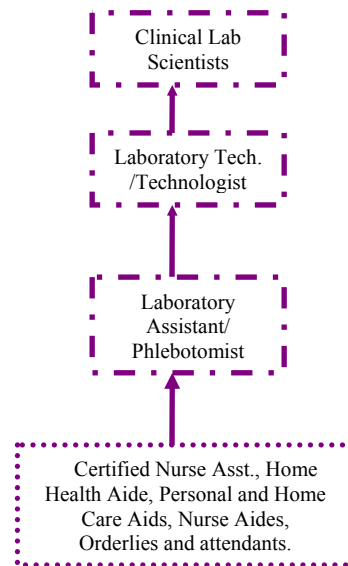 Clinical Lab
Scientists
Laboratory Tech.
/Technologist
Laboratory
Assistant/
Phlebotomist
Certified Nurse Asst., Home
Health Aide, Personal and Home
Care Aids, Nurse Aides,
Orderlies and attendants.